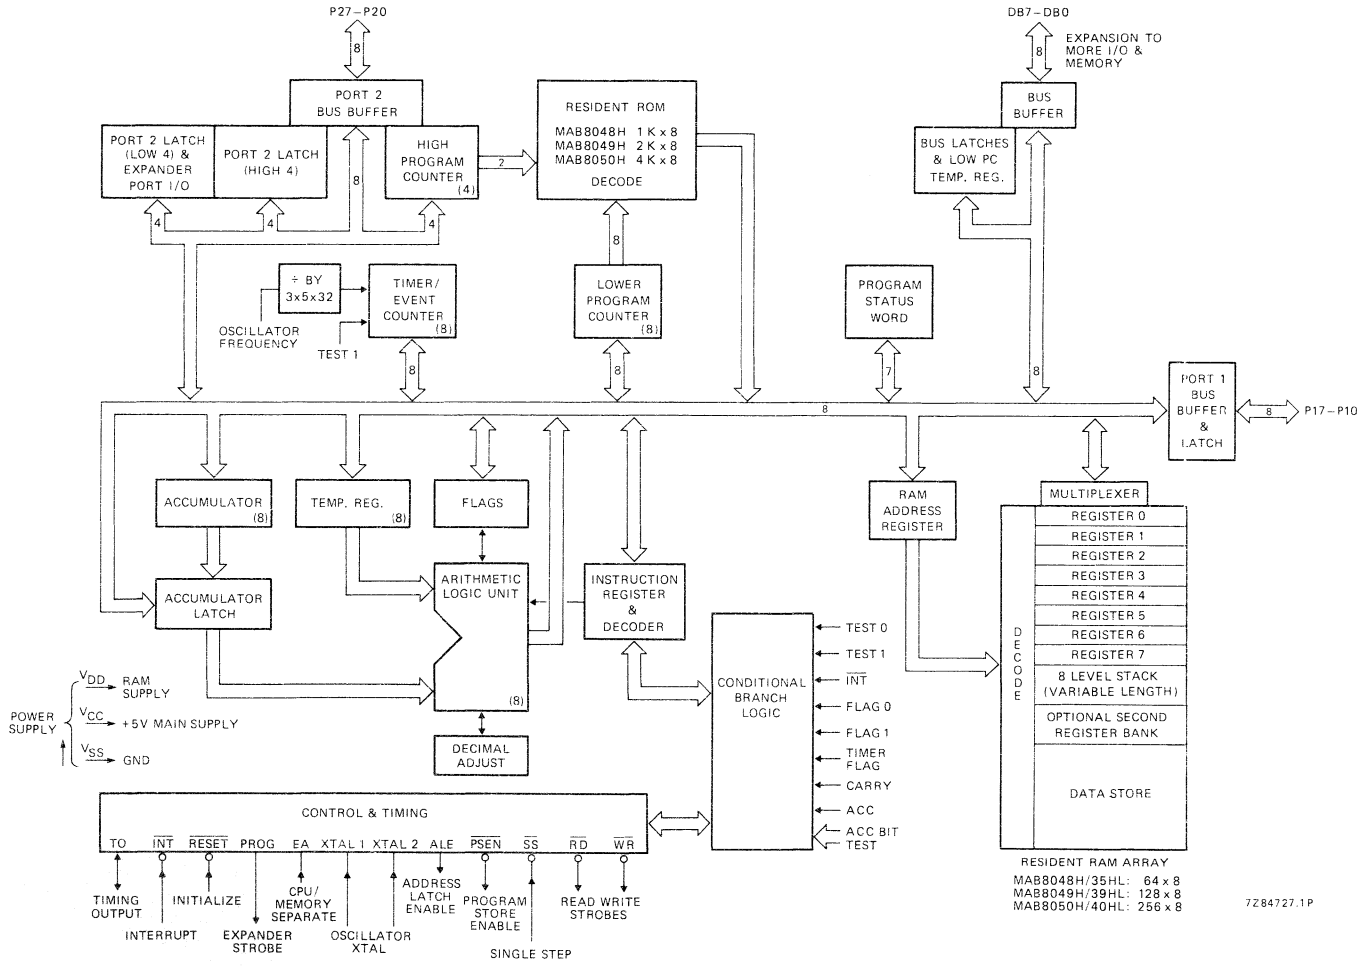 P27-P20
DB7-DB0
8
8
EXPANSION TO
MORE I/O &
MEMORY
PORT 2
BUS BUFFER
RESIDENT ROM
MAB8048H 1K x 8
MAB8049H 2K x 8
MAB8050H 4K x 8
DECODE
BUS
BUFFER
PORT 2 LATCH
(LOW 4) &
EXPANDER
PORT I/O
PORT 2 LATCH
(HIGH 4)
8
HIGH
PROGRAM
COUNTER
(4)
2
BUS LATCHES
& LOW PC
TEMP. REG.
4
4
4
8
÷ BY
3x5x32
TIMER/
EVENT
COUNTER
(8)
LOWER
PROGRAM
COUNTER
(8)
PROGRAM
STATUS
WORD
OSCILLATOR
FREQUENCY
TEST 1
8
8
7
8
PORT 1
BUS
BUFFER
&
LATCH
8
8
P17-P10
ACCUMULATOR
(8)
TEMP. REG.
(8)
FLAGS
RAM
ADDRESS
REGISTER
MULTIPLEXER
REGISTER 0
REGISTER 1
REGISTER 2
REGISTER 3
REGISTER 4
REGISTER 5
REGISTER 6
REGISTER 7
8 LEVEL STACK
(VARIABLE LENGTH)
OPTIONAL SECOND
REGISTER BANK
DATA STORE
DECODE
ACCUMULATOR
LATCH
ARITHMETIC
LOGIC UNIT
(8)
INSTRUCTION
REGISTER
&
DECODER
CONDITIONAL
BRANCH
LOGIC
TEST 0
TEST 1
INT
FLAG 0
FLAG 1
TIMER
FLAG
CARRY
ACC
ACC BIT
TEST
POWER
SUPPLY
VDD RAM
SUPPLY
VCC +5V MAIN SUPPLY
VSS GND
DECIMAL
ADJUST
CONTROL & TIMING
TO INT RESET PROG EA XTAL 1 XTAL 2 ALE PSEN SS RD WR
TIMING
OUTPUT
INTERRUPT
INITIALIZE
EXPANDER
STROBE
CPU/
MEMORY
SEPARATE
OSCILLATOR
XTAL
ADDRESS
LATCH
ENABLE
PROGRAM
STORE
ENABLE
SINGLE STEP
READ WRITE
STROBES
RESIDENT RAM ARRAY
MAB8048H/35HL: 64 x 8
MAB8049H/39HL: 128 x 8
MAB8050H/40HL: 256 x 8
7Z84727.1P